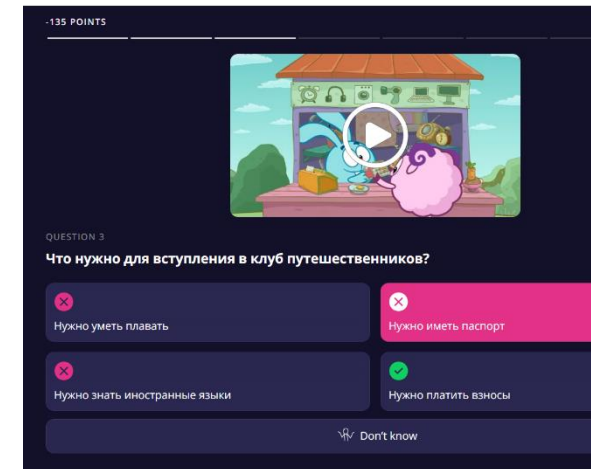 -135 POINTS
QUESTION 3
Что нужно для вступления в клуб путешественников?
Нужно уметь плавать
Нужно иметь паспорт
Нужно знать иностранные языки
Нужно платить взносы
Don't know